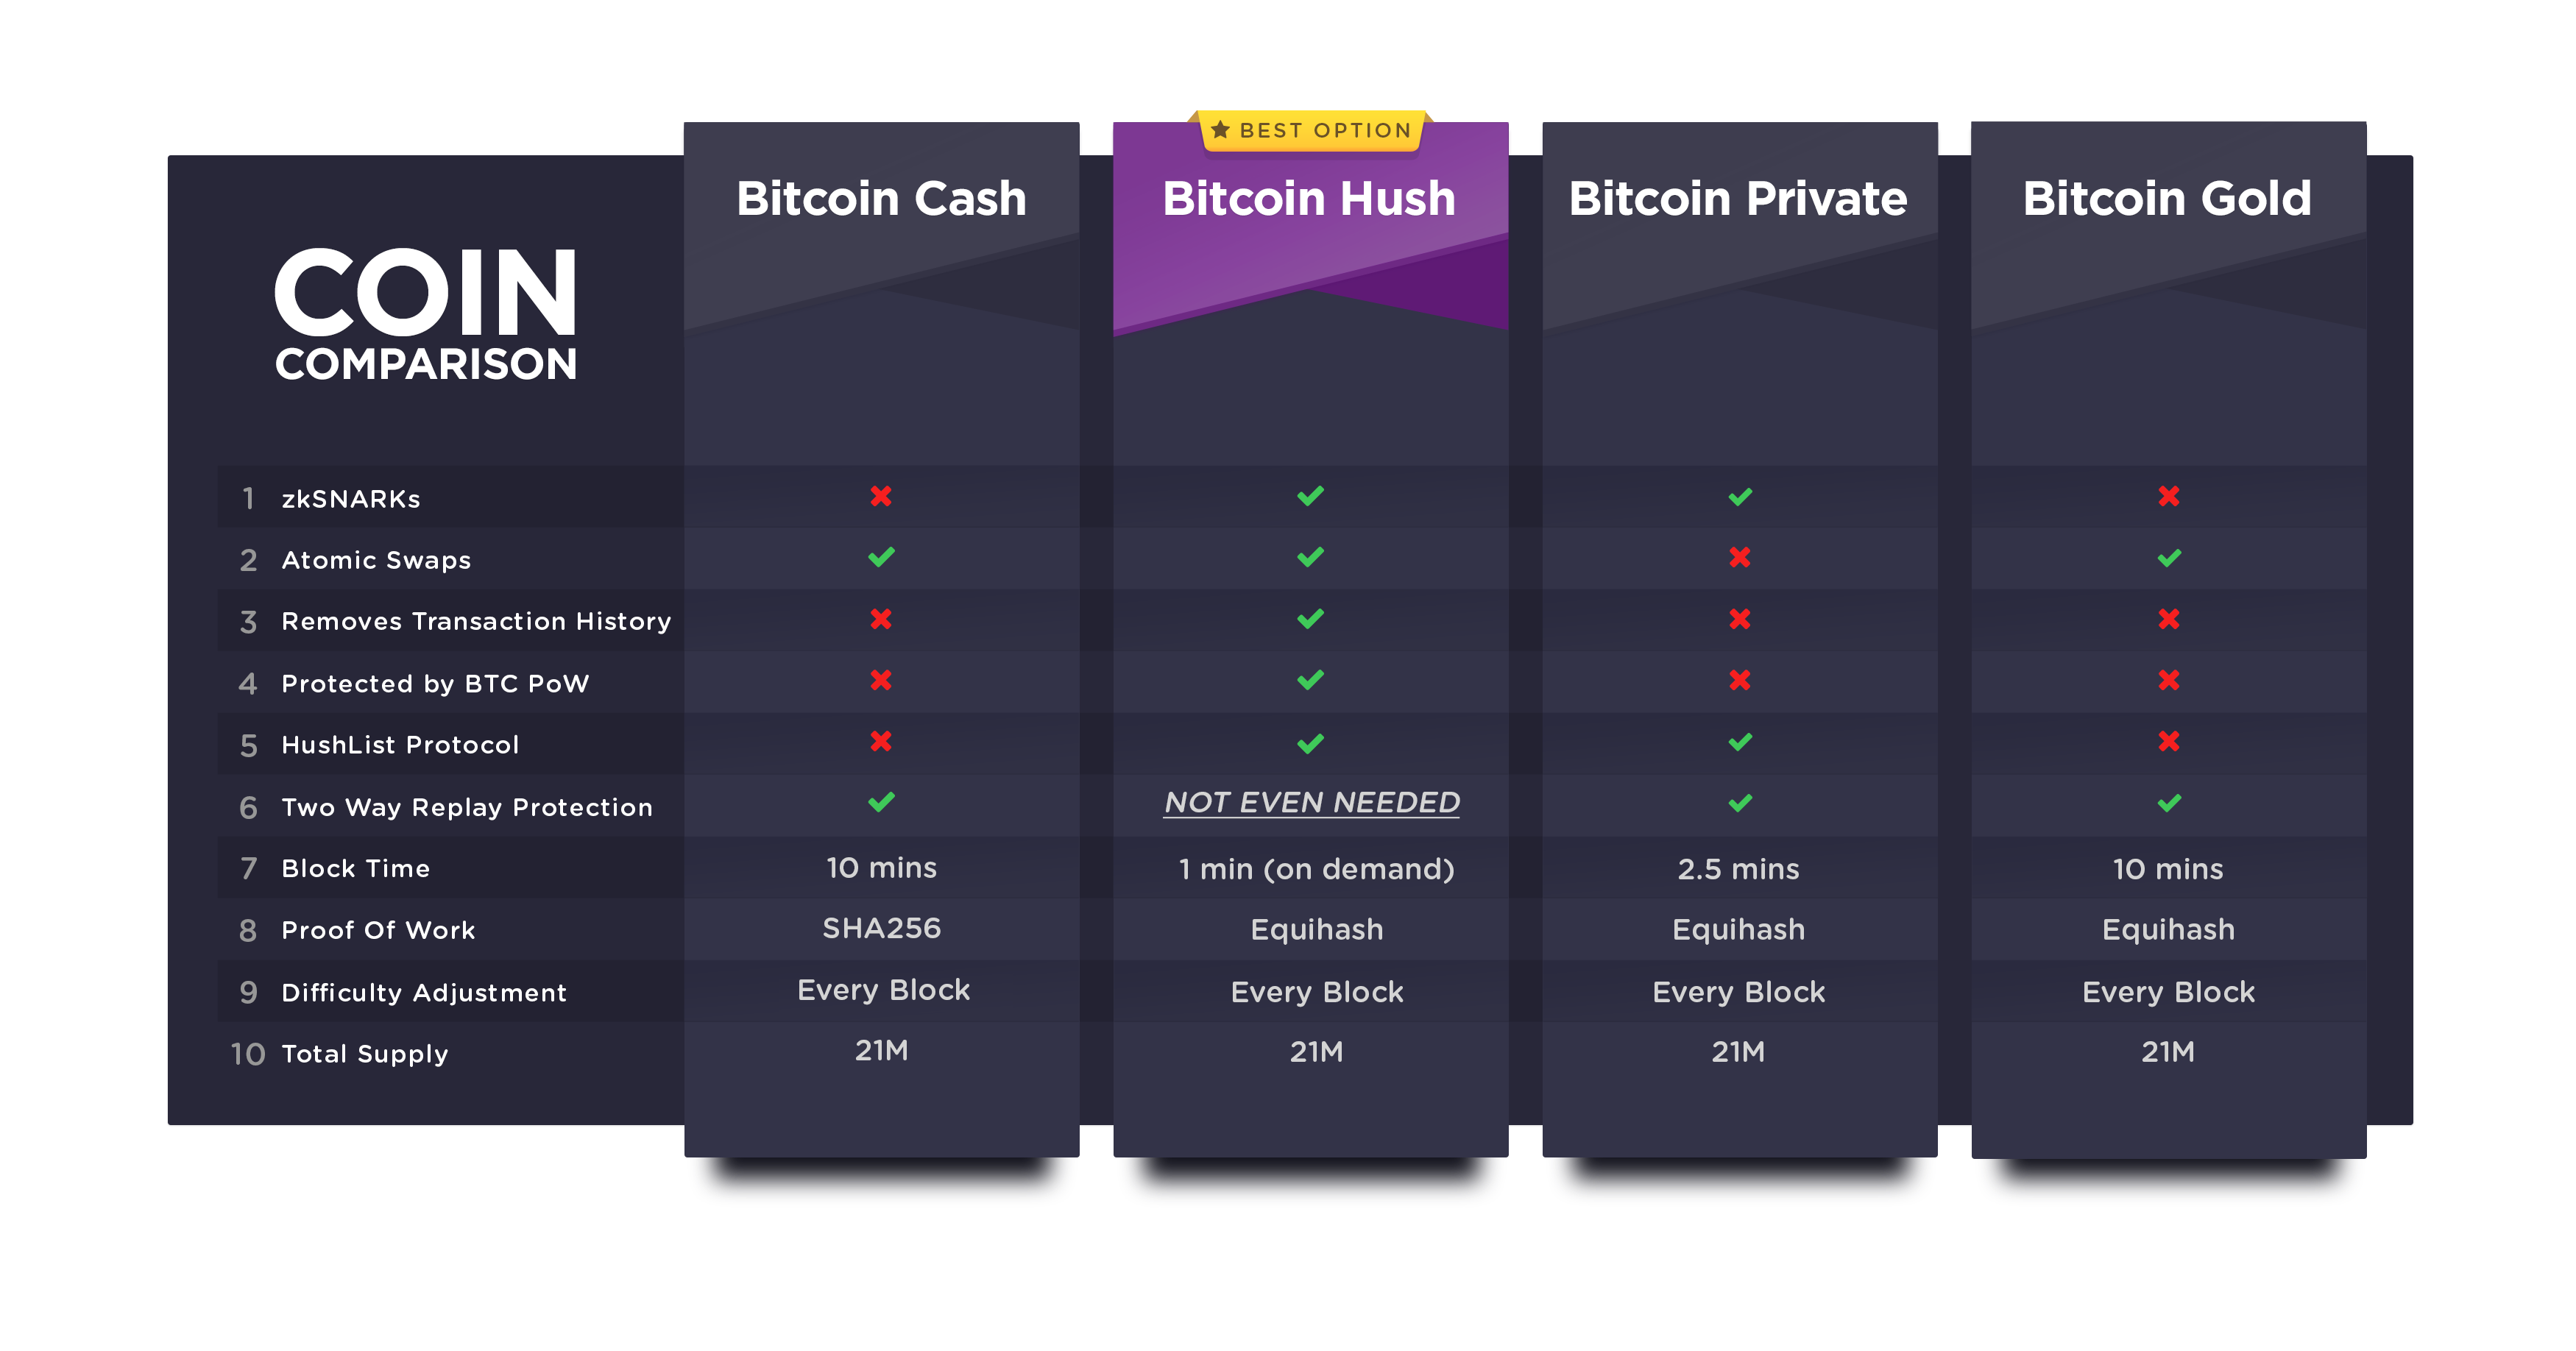 ★ BEST OPTION
Bitcoin Cash Bitcoin Hush Bitcoin Private Bitcoin Gold
COIN
COMPARISON
1 zkSNARKs ✖ ✔ ✔ ✖
2 Atomic Swaps ✔ ✔ ✖ ✔
3 Removes Transaction History ✖ ✔ ✖ ✖
4 Protected by BTC PoW ✖ ✔ ✖ ✖
5 HushList Protocol ✖ ✔ ✔ ✖
6 Two Way Replay Protection ✔ NOT EVEN NEEDED ✔ ✔
7 Block Time 10 mins 1 min (on demand) 2.5 mins 10 mins
8 Proof Of Work SHA256 Equihash Equihash Equihash
9 Difficulty Adjustment Every Block Every Block Every Block Every Block
10 Total Supply 21M 21M 21M 21M